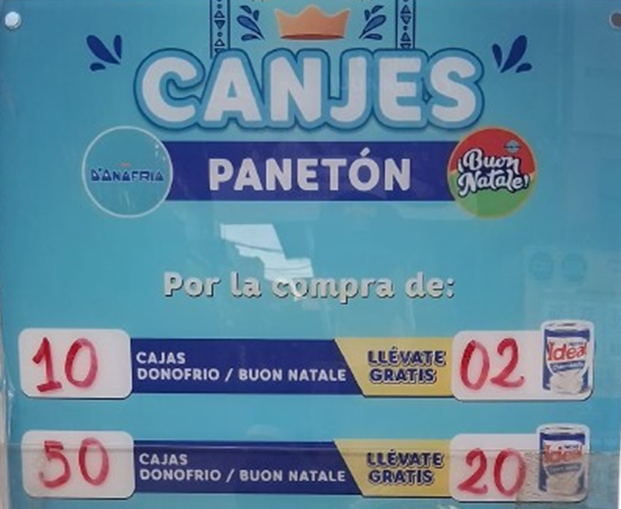 CANJES
D'ANAFRIA
PANETÓN
¡Buon
Natale!
Por la compra de:
10
CAJAS
DONOFRIO / BUON NATALE
LLÉVATE
GRATIS
02
Ideal
50
CAJAS
DONOFRIO / BUON NATALE
LLÉVATE
GRATIS
20
Ideal